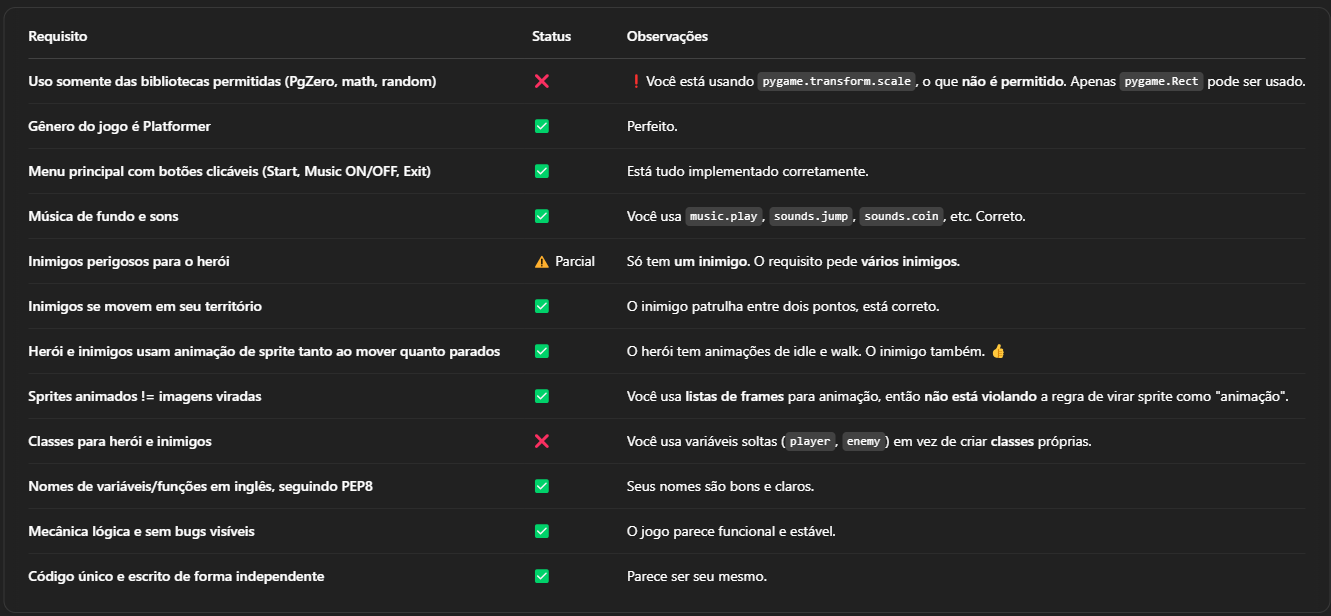 Requisito Status Observações
Uso somente das bibliotecas permitidas (PgZero, math, random) ❌ ❗ Você está usando pygame.transform.scale, o que não é permitido. Apenas pygame.Rect pode ser usado.
Gênero do jogo é Platformer ✅ Perfeito.
Menu principal com botões clicáveis (Start, Music ON/OFF, Exit) ✅ Está tudo implementado corretamente.
Música de fundo e sons ✅ Você usa music.play, sounds.jump, sounds.coin, etc. Correto.
Inimigos perigosos para o herói ⚠️ Parcial Só tem um inimigo. O requisito pede vários inimigos.
Inimigos se movem em seu território ✅ O inimigo patrulha entre dois pontos, está correto.
Herói e inimigos usam animação de sprite tanto ao mover quanto parados ✅ O herói tem animações de idle e walk. O inimigo também. 👍
Sprites animados != imagens viradas ✅ Você usa listas de frames para animação, então não está violando a regra de virar sprite como "animação".
Classes para herói e inimigos ❌ Você usa variáveis soltas (player, enemy) em vez de criar classes próprias.
Nomes de variáveis/funções em inglês, seguindo PEP8 ✅ Seus nomes são bons e claros.
Mecânica lógica e sem bugs visíveis ✅ O jogo parece funcional e estável.
Código único e escrito de forma independente ✅ Parece ser seu mesmo.